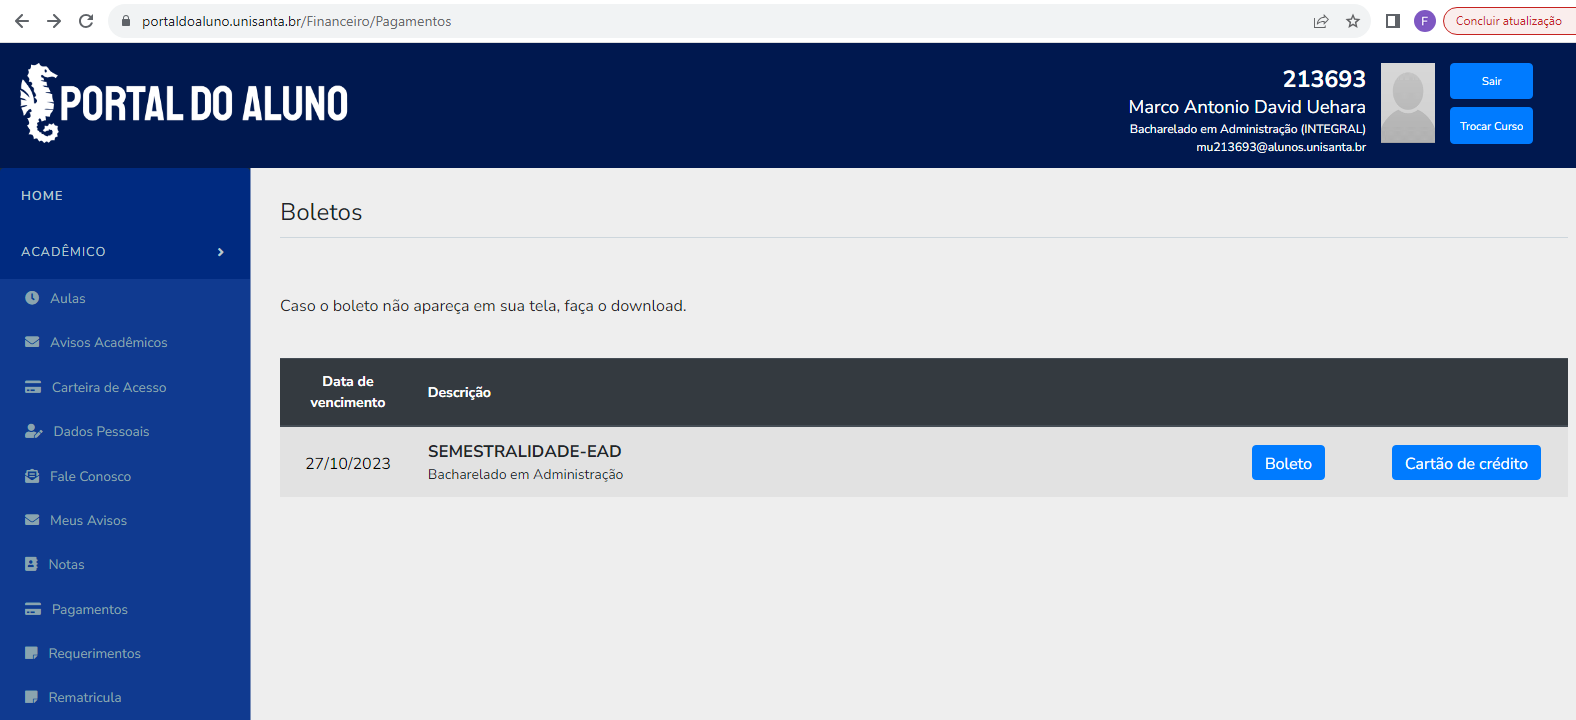 portaldoaluno.unisanta.br/Financeiro/Pagamentos
F
Concluir atualização
PORTAL DO ALUNO
213693
Marco Antonio David Uehara
Bacharelado em Administração (INTEGRAL)
mu213693@alunos.unisanta.br
Sair
Trocar Curso
HOME
ACADÊMICO
Aulas
Avisos Acadêmicos
Carteira de Acesso
Dados Pessoais
Fale Conosco
Meus Avisos
Notas
Pagamentos
Requerimentos
Rematricula
Boletos
Caso o boleto não apareça em sua tela, faça o download.
Data de
vencimento
Descrição
27/10/2023
SEMESTRALIDADE-EAD
Bacharelado em Administração
Boleto
Cartão de crédito